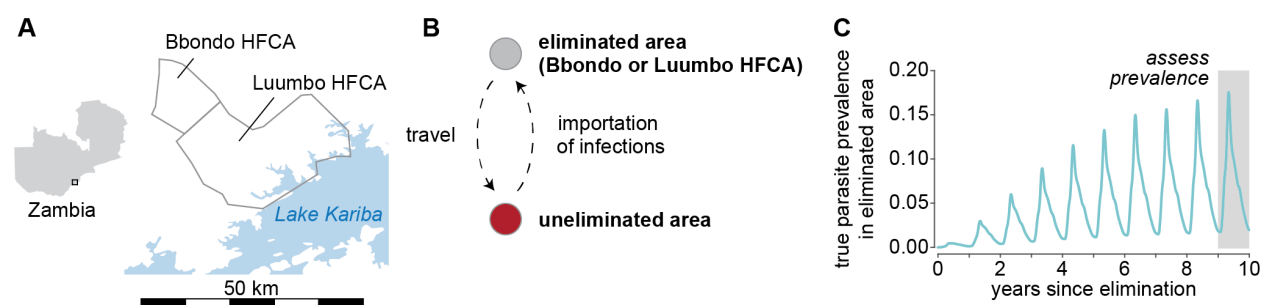 A
Bbondo HFCA
Luumbo HFCA
Zambia
Lake Kariba
50 km
B
eliminated area
(Bbondo or Luumbo HFCA)
travel
importation
of infections
uneliminated area
C
assess
prevalence
true parasite prevalence
in eliminated area
0.20
0.15
0.10
0.05
0.00
0 2 4 6 8 10
years since elimination